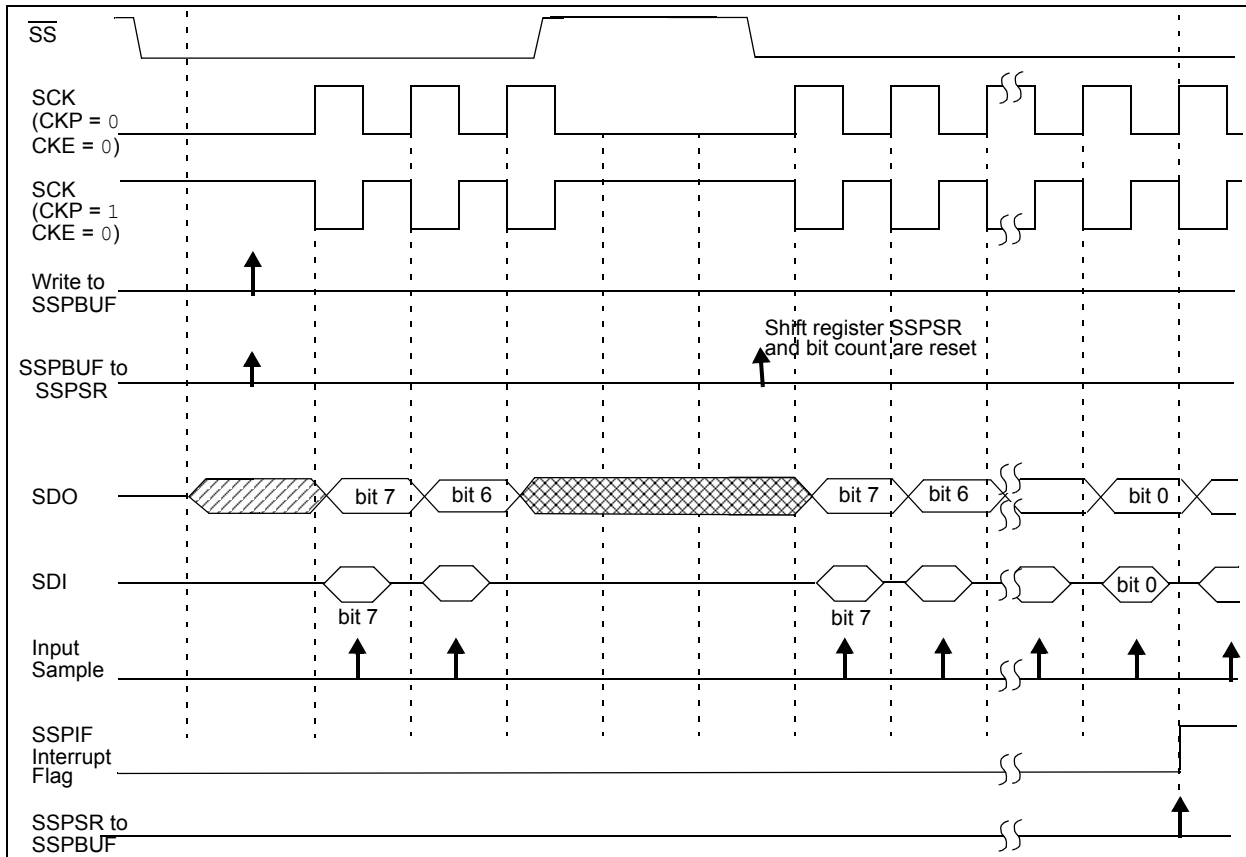 SS
SCK
(CKP = 0
CKE = 0)
SCK
(CKP = 1
CKE = 0)
Write to
SSPBUF
Shift register SSPSR
and bit count are reset
SSPBUF to
SSPSR
SDO
bit 7
bit 6
bit 7
bit 6
bit 0
SDI
bit 7
bit 7
bit 0
Input
Sample
SSPIF
Interrupt
Flag
SSPSR to
SSPBUF